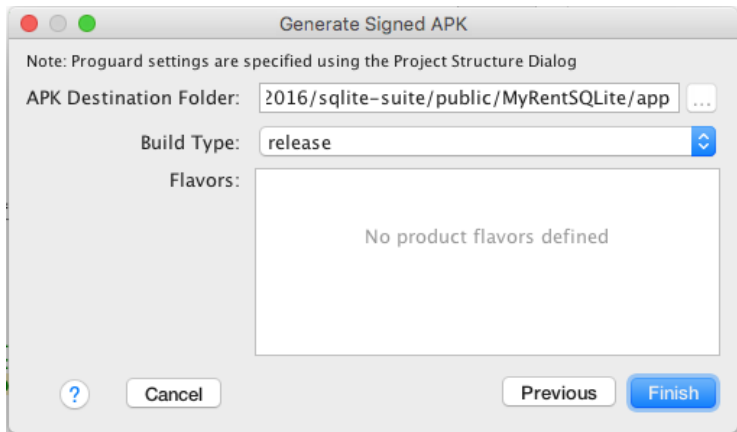 Generate Signed APK
Note: Proguard settings are specified using the Project Structure Dialog
APK Destination Folder: 2016/sqlite-suite/public/MyRentSQLite/app ...
Build Type: release
Flavors:
No product flavors defined
? Cancel Previous Finish